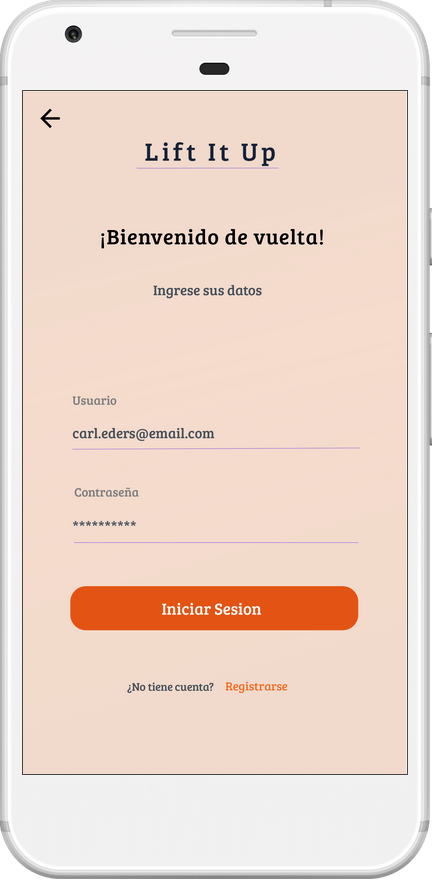 Lift It Up
¡Bienvenido de vuelta!
Ingrese sus datos
Usuario
carl.eders@email.com
Contraseña
**********
Iniciar Sesion
¿No tiene cuenta? Registrarse